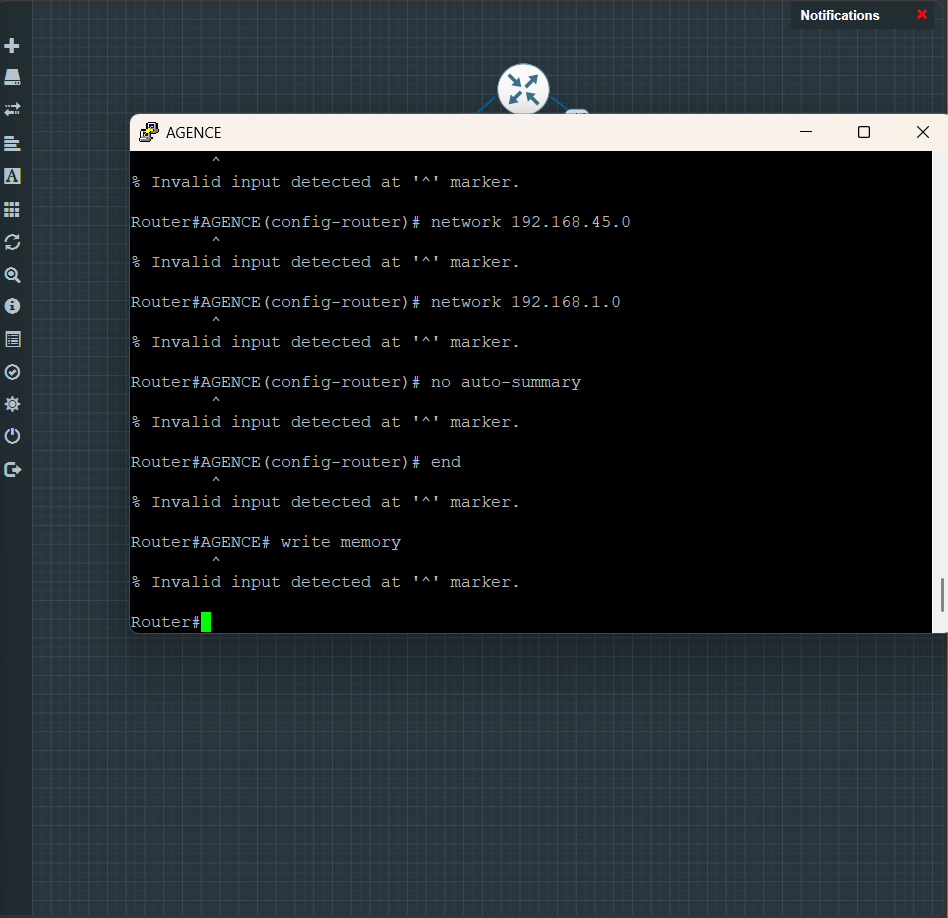 Notifications
AGENCE
^
% Invalid input detected at '^' marker.
Router#AGENCE(config-router)# network 192.168.45.0
^
% Invalid input detected at '^' marker.
Router#AGENCE(config-router)# network 192.168.1.0
^
% Invalid input detected at '^' marker.
Router#AGENCE(config-router)# no auto-summary
^
% Invalid input detected at '^' marker.
Router#AGENCE(config-router)# end
^
% Invalid input detected at '^' marker.
Router#AGENCE# write memory
^
% Invalid input detected at '^' marker.
Router#